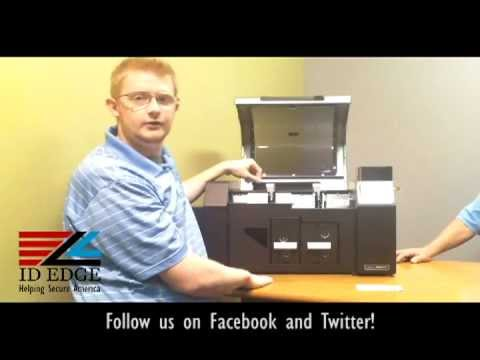 ID EDGE
Helping Secure America
Follow us on Facebook and Twitter!